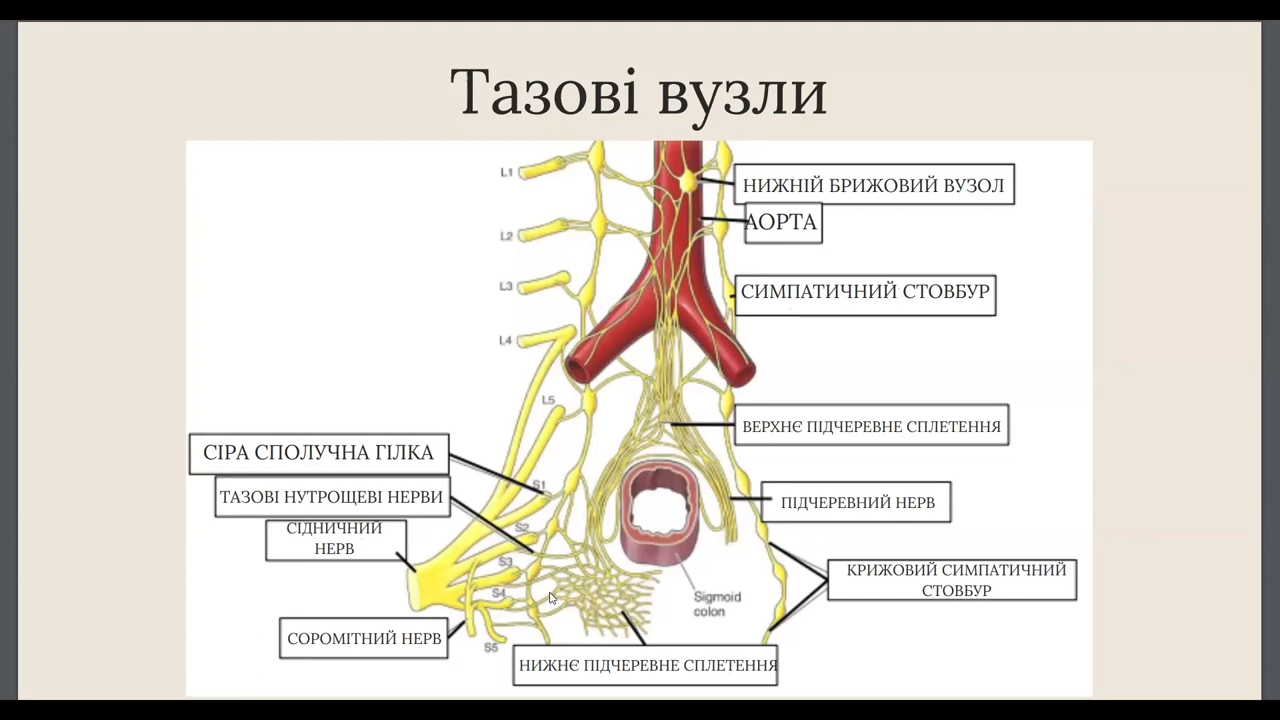 Тазові вузли
L1
НИЖНІЙ БРИЖОВИЙ ВУЗОЛ
АОРТА
L2
L3
СИМПАТИЧНИЙ СТОВБУР
L4
L5
ВЕРХНЄ ПІДЧЕРЕВНЕ СПЛЕТЕННЯ
СІРА СПОЛУЧНА ГІЛКА
S1
ТАЗОВІ НУТРОЩЕВІ НЕРВИ
ПІДЧЕРЕВНИЙ НЕРВ
S2
СІДНИЧНИЙ
НЕРВ
S3
КРИЖОВИЙ СИМПАТИЧНИЙ
СТОВБУР
S4
Sigmoid
colon
СОРОМІТНИЙ НЕРВ
S5
НИЖНЄ ПІДЧЕРЕВНЕ СПЛЕТЕННЯ